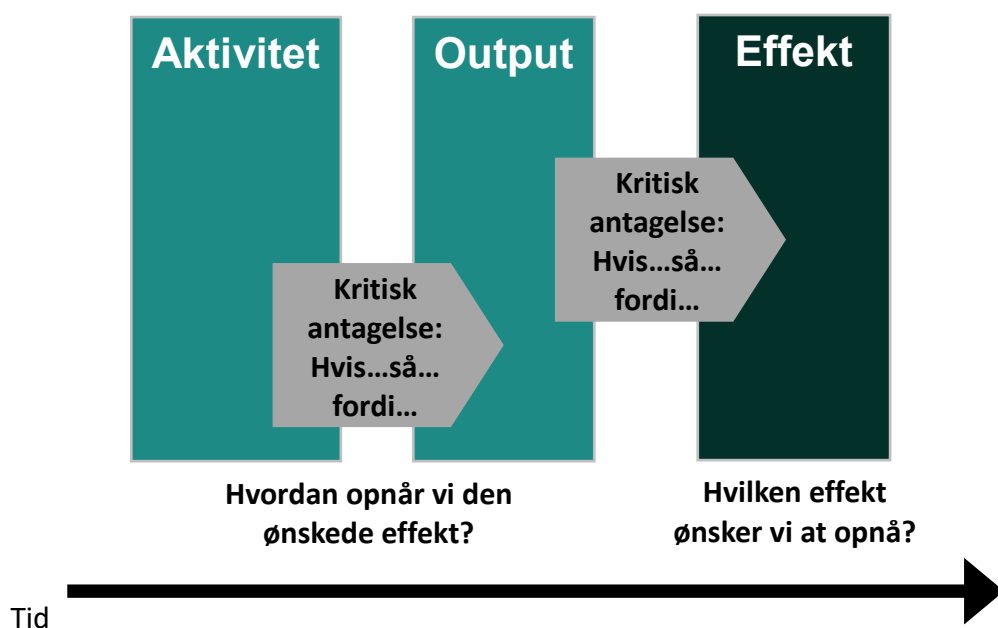 Aktivitet
Output
Effekt
Kritisk
antagelse:
Hvis...så...
fordi...
Kritisk
antagelse:
Hvis...så...
fordi...
Hvordan opnår vi den
ønskede effekt?
Hvilken effekt
ønsker vi at opnå?
Tid